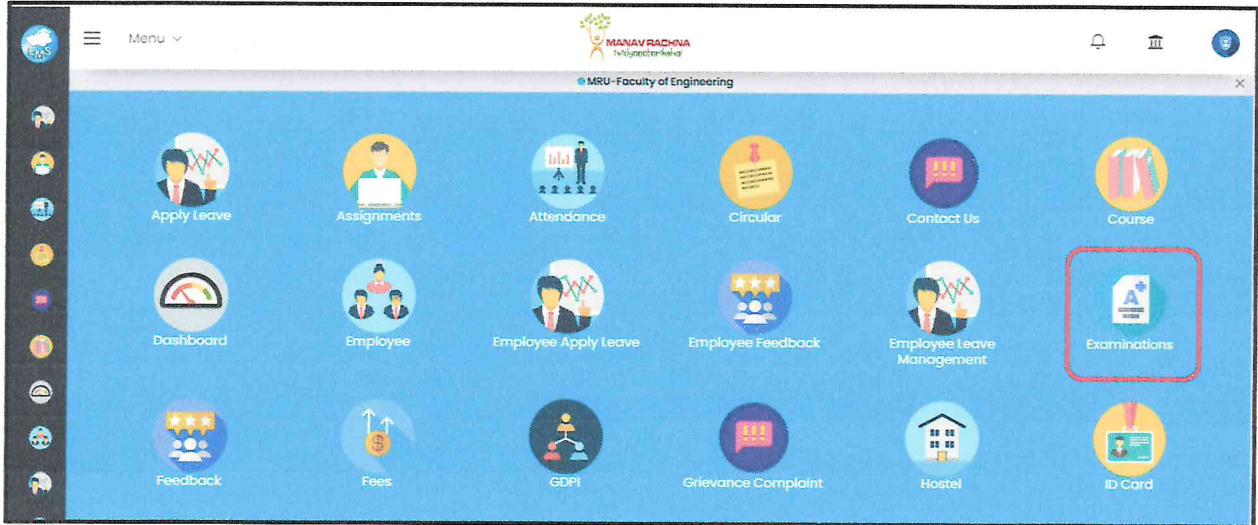 EMS
Menu
MANAV RACHNA
MRU-Faculty of Engineering
Apply Leave
Assignments
Attendance
Circular
Contact Us
Course
Dashboard
Employee
Employee Apply Leave
Employee Feedback
Employee Leave
Management
A+
Examinations
Feedback
Fees
GDPI
Grievance Complaint
Hostel
ID Card